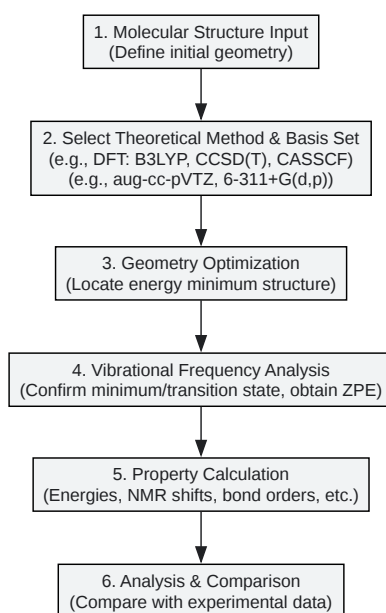 1. Molecular Structure Input
(Define initial geometry)
2. Select Theoretical Method & Basis Set
(e.g., DFT: B3LYP, CCSD(T), CASSCF)
(e.g., aug-cc-pVTZ, 6-311+G(d,p))
3. Geometry Optimization
(Locate energy minimum structure)
4. Vibrational Frequency Analysis
(Confirm minimum/transition state, obtain ZPE)
5. Property Calculation
(Energies, NMR shifts, bond orders, etc.)
6. Analysis & Comparison
(Compare with experimental data)